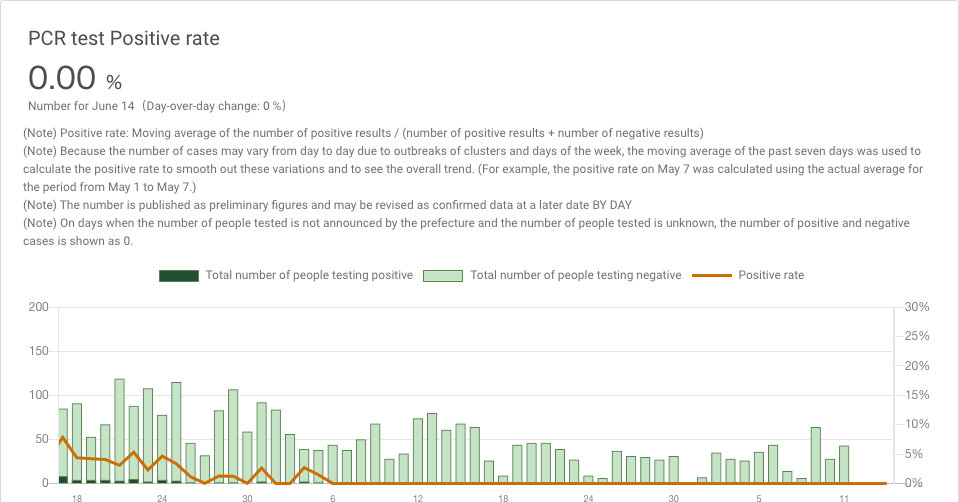 PCR test Positive rate
0.00 %
Number for June 14 (Day-over-day change: 0 %)
(Note) Positive rate: Moving average of the number of positive results / (number of positive results + number of negative results)
(Note) Because the number of cases may vary from day to day due to outbreaks of clusters and days of the week, the moving average of the past seven days was used to
calculate the positive rate to smooth out these variations and to see the overall trend. (For example, the positive rate on May 7 was calculated using the actual average for
the period from May 1 to May 7.)
(Note) The number is published as preliminary figures and may be revised as confirmed data at a later date BY DAY
(Note) On days when the number of people tested is not announced by the prefecture and the number of people tested is unknown, the number of positive and negative
cases is shown as 0.
Total number of people testing positive Total number of people testing negative Positive rate
200 30%
25%
150
20%
100 15%
10%
50
5%
0 0%
18 24 30 6 12 18 24 30 5 11